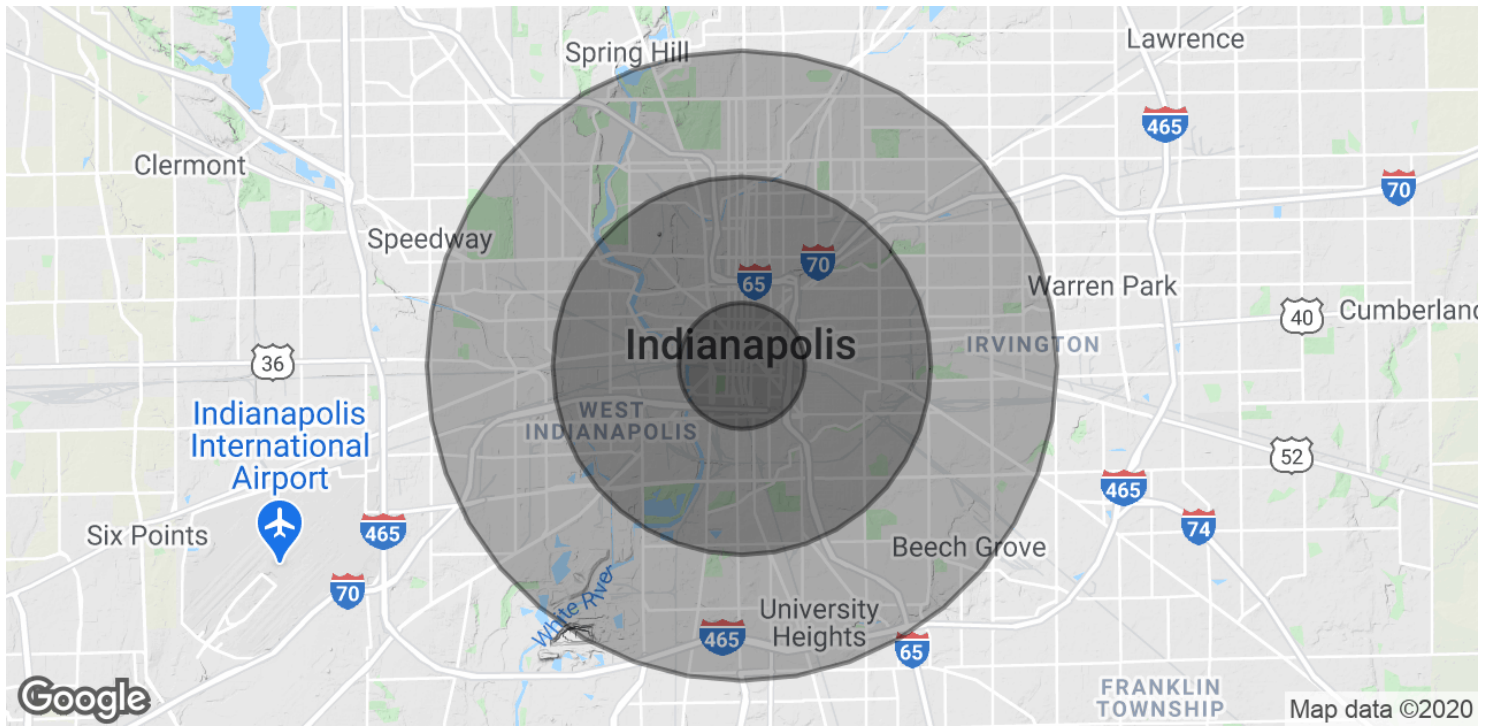 Spring Hill
Lawrence
465
Clermont
70
Speedway
70
65
Warren Park
40
Cumberland
Indianapolis
IRVINGTON
36
Indianapolis
International
Airport
WEST
INDIANAPOLIS
52
465
74
Six Points
465
Beech Grove
70
White River
University
Heights
465
65
FRANKLIN
TOWNSHIP
Google
Map data ©2020